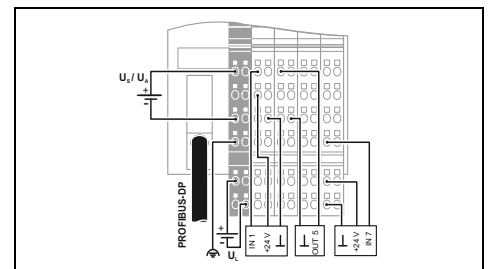 U_S / U_A
+
-
PROFIBUS-DP
+
-
U_L
IN 1
+24 V
OUT 5
+24 V
IN 7